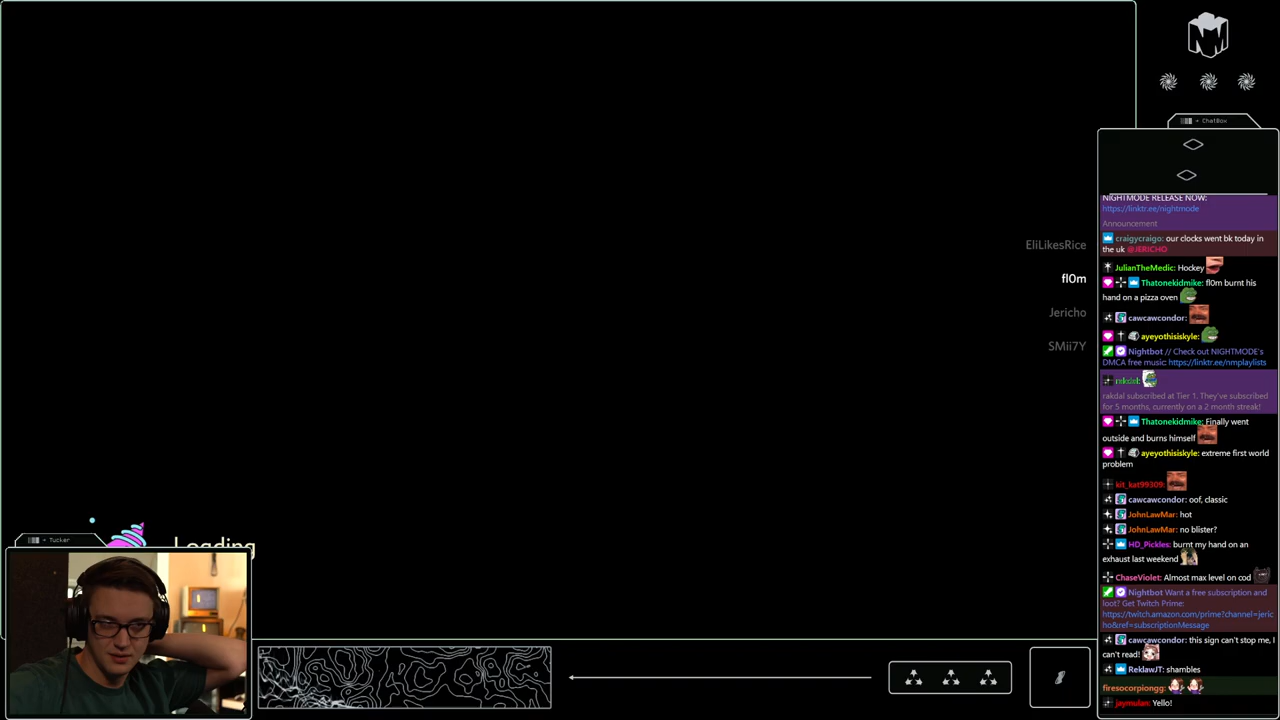 + ChatBox
NIGHTMODE RELEASE NOW:
https://linktr.ee/nightmode
Announcement
craigycraigo: our clocks went bk today in
the uk @JERICHO
JulianTheMedic: Hockey
Thatonekidmike: fl0m burnt his
hand on a pizza oven
cawcawcondor:
ayeyothisiskyle:
Nightbot // Check out NIGHTMODE's
DMCA free music: https://linktr.ee/nmplaylists
rakdal:
rakdal subscribed at Tier 1. They've subscribed
for 5 months, currently on a 2 month streak!
Thatonekidmike: Finally went
outside and burns himself
ayeyothisiskyle: extreme first world
problem
kit_kat99309:
cawcawcondor: oof, classic
JohnLawMar: hot
JohnLawMar: no blister?
HD_Pickles: burnt my hand on an
exhaust last weekend
ChaseViolet: Almost max level on cod
Nightbot Want a free subscription and
loot? Get Twitch Prime:
https://twitch.amazon.com/prime?channel=jeri
cho&ref=subscriptionMessage
cawcawcondor: this sign can't stop me, I
can't read!
ReklawJT: shambles
firesocorpiongg:
jaymulan: Yello!
EliLikesRice
fl0m
Jericho
SMii7Y
Loading
+ Tucker